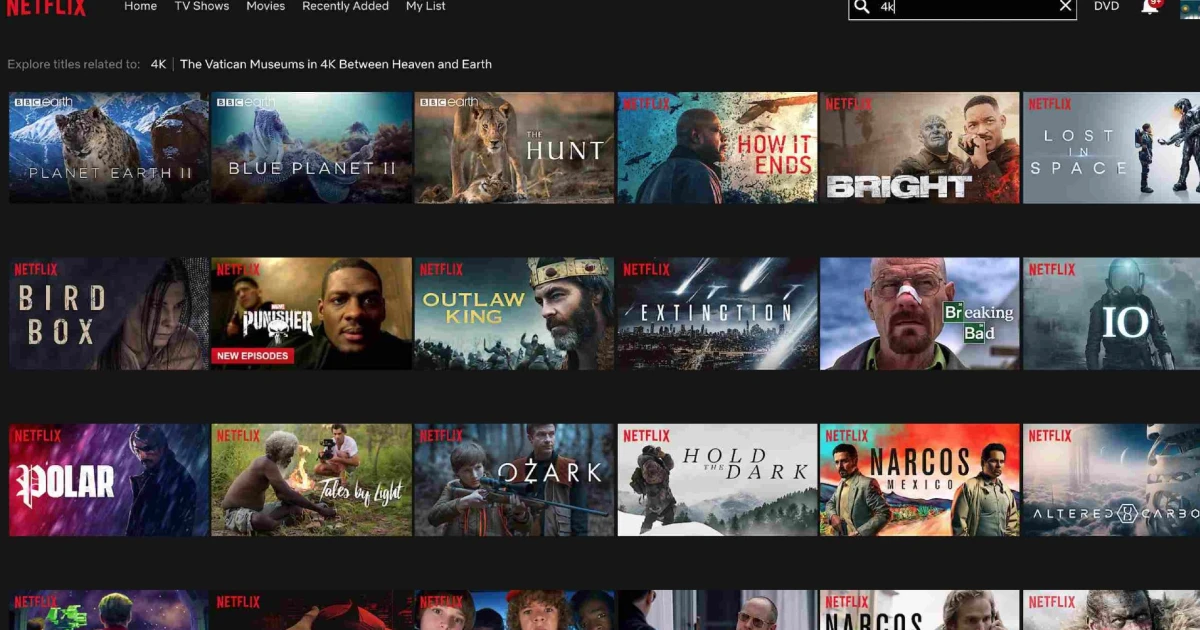 NETFLIX
Home TV Shows Movies Recently Added My List
4k
DVD
9+
Explore titles related to: 4K | The Vatican Museums in 4K Between Heaven and Earth
BBC earth
PLANET EARTH II
BBC earth
BLUE PLANET II
BBC earth
THE
HUNT
NETFLIX
HOW IT
ENDS
NETFLIX
BRIGHT
NETFLIX
LOST
IN
SPACE
NETFLIX
BIRD
BOX
NETFLIX
MARVEL
THE
PUNISHER
NEW EPISODES
NETFLIX
OUTLAW
KING
NETFLIX
EXTINCTION
Breaking
Bad
NETFLIX
IO
NETFLIX
POLAR
NETFLIX
Tales by Light
NETFLIX
OZARK
NETFLIX
HOLD
THE DARK
NETFLIX
NARCOS
MEXICO
NETFLIX
ALTERED CARBO
NETFLIX
NETFLIX
NETFLIX
NETFLIX
NARCOS
NETFLIX